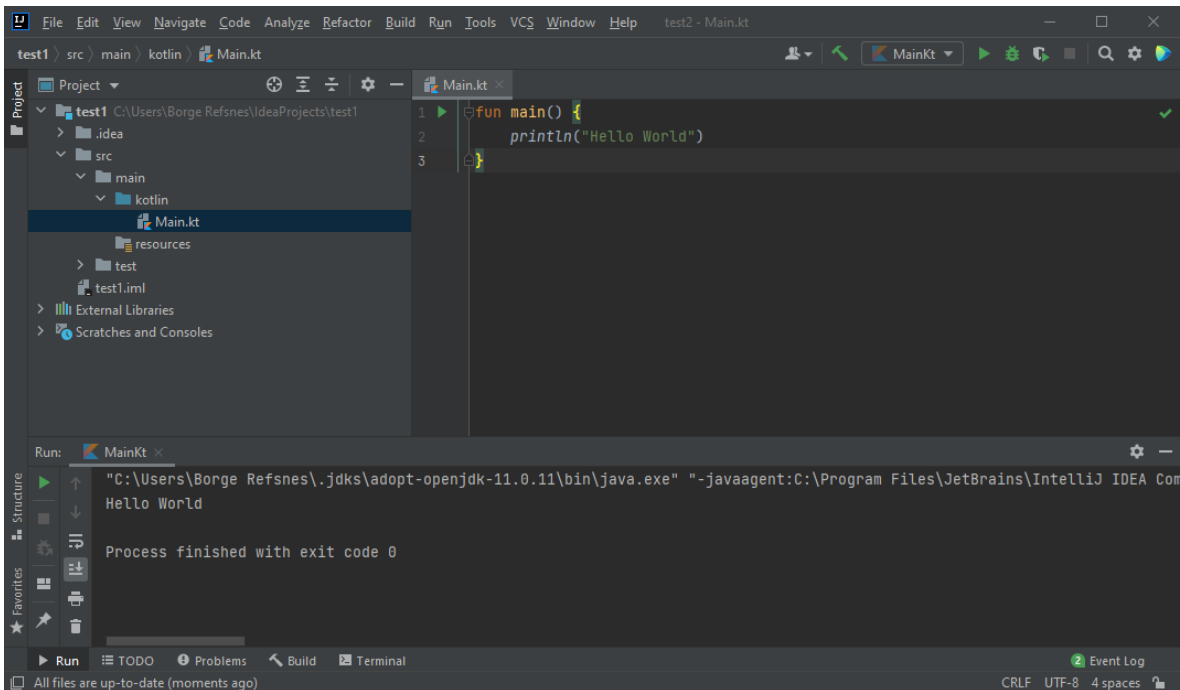 IJ File Edit View Navigate Code Analyze Refactor Build Run Tools VCS Window Help test2 - Main.kt
test1 src main kotlin Main.kt MainKt
Project
Project
Main.kt
test1 C:\Users\Borge Refsnes\IdeaProjects\test1
.idea
src
main
kotlin
Main.kt
resources
test
test1.iml
External Libraries
Scratches and Consoles
1 fun main() {
2 println("Hello World")
3 }
Run: MainKt
"C:\Users\Borge Refsnes\.jdks\adopt-openjdk-11.0.11\bin\java.exe" "-javaagent:C:\Program Files\JetBrains\IntelliJ IDEA Com
Hello World
Process finished with exit code 0
Structure
Favorites
Run TODO Problems Build Terminal 2 Event Log
All files are up-to-date (moments ago) CRLF UTF-8 4 spaces